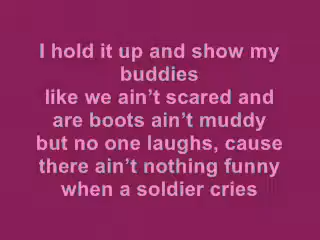 I hold it up and show my
buddies
like we ain't scared and
are boots ain't muddy
but no one laughs, cause
there ain't nothing funny
when a soldier cries